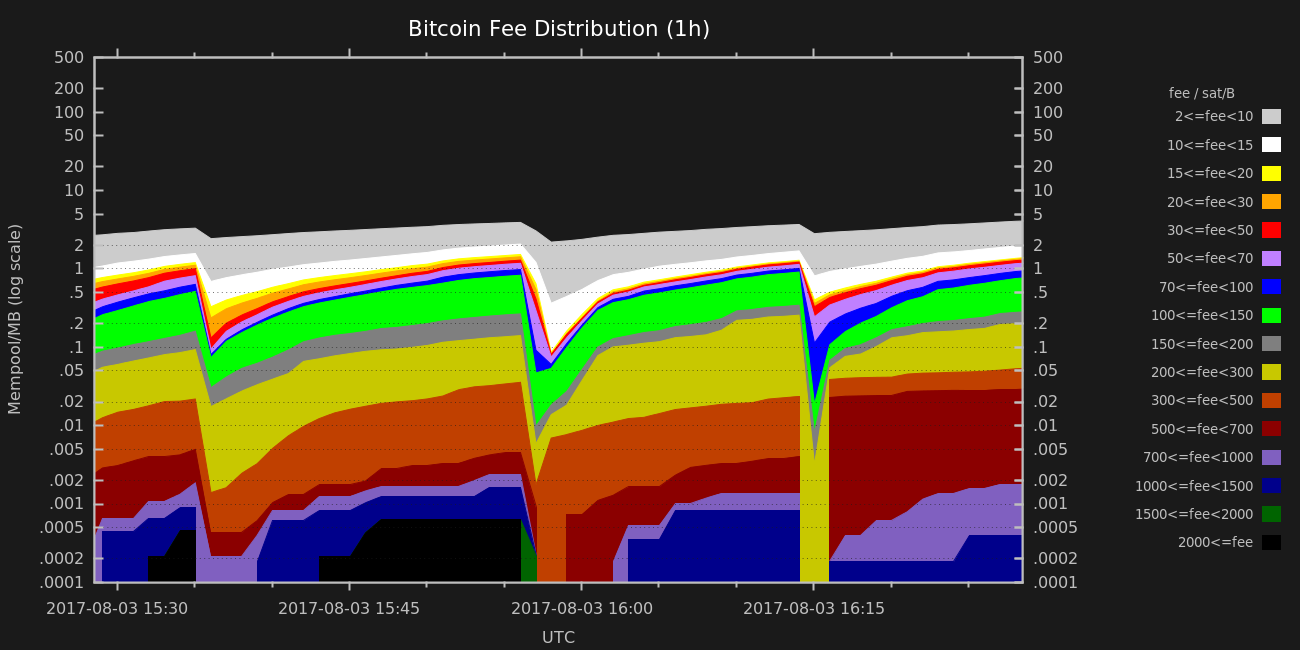 Bitcoin Fee Distribution (1h)
500 500
200 200
100 100
50 50
20 20
10 10
5 5
2 2
1 1
.5 .5
.2 .2
.1 .1
.05 .05
.02 .02
.01 .01
.005 .005
.002 .002
.001 .001
.0005 .0005
.0002 .0002
.0001 .0001
Mempool/MB (log scale)
2017-08-03 15:30 2017-08-03 15:45 2017-08-03 16:00 2017-08-03 16:15
UTC
fee / sat/B
2<=fee<10
10<=fee<15
15<=fee<20
20<=fee<30
30<=fee<50
50<=fee<70
70<=fee<100
100<=fee<150
150<=fee<200
200<=fee<300
300<=fee<500
500<=fee<700
700<=fee<1000
1000<=fee<1500
1500<=fee<2000
2000<=fee